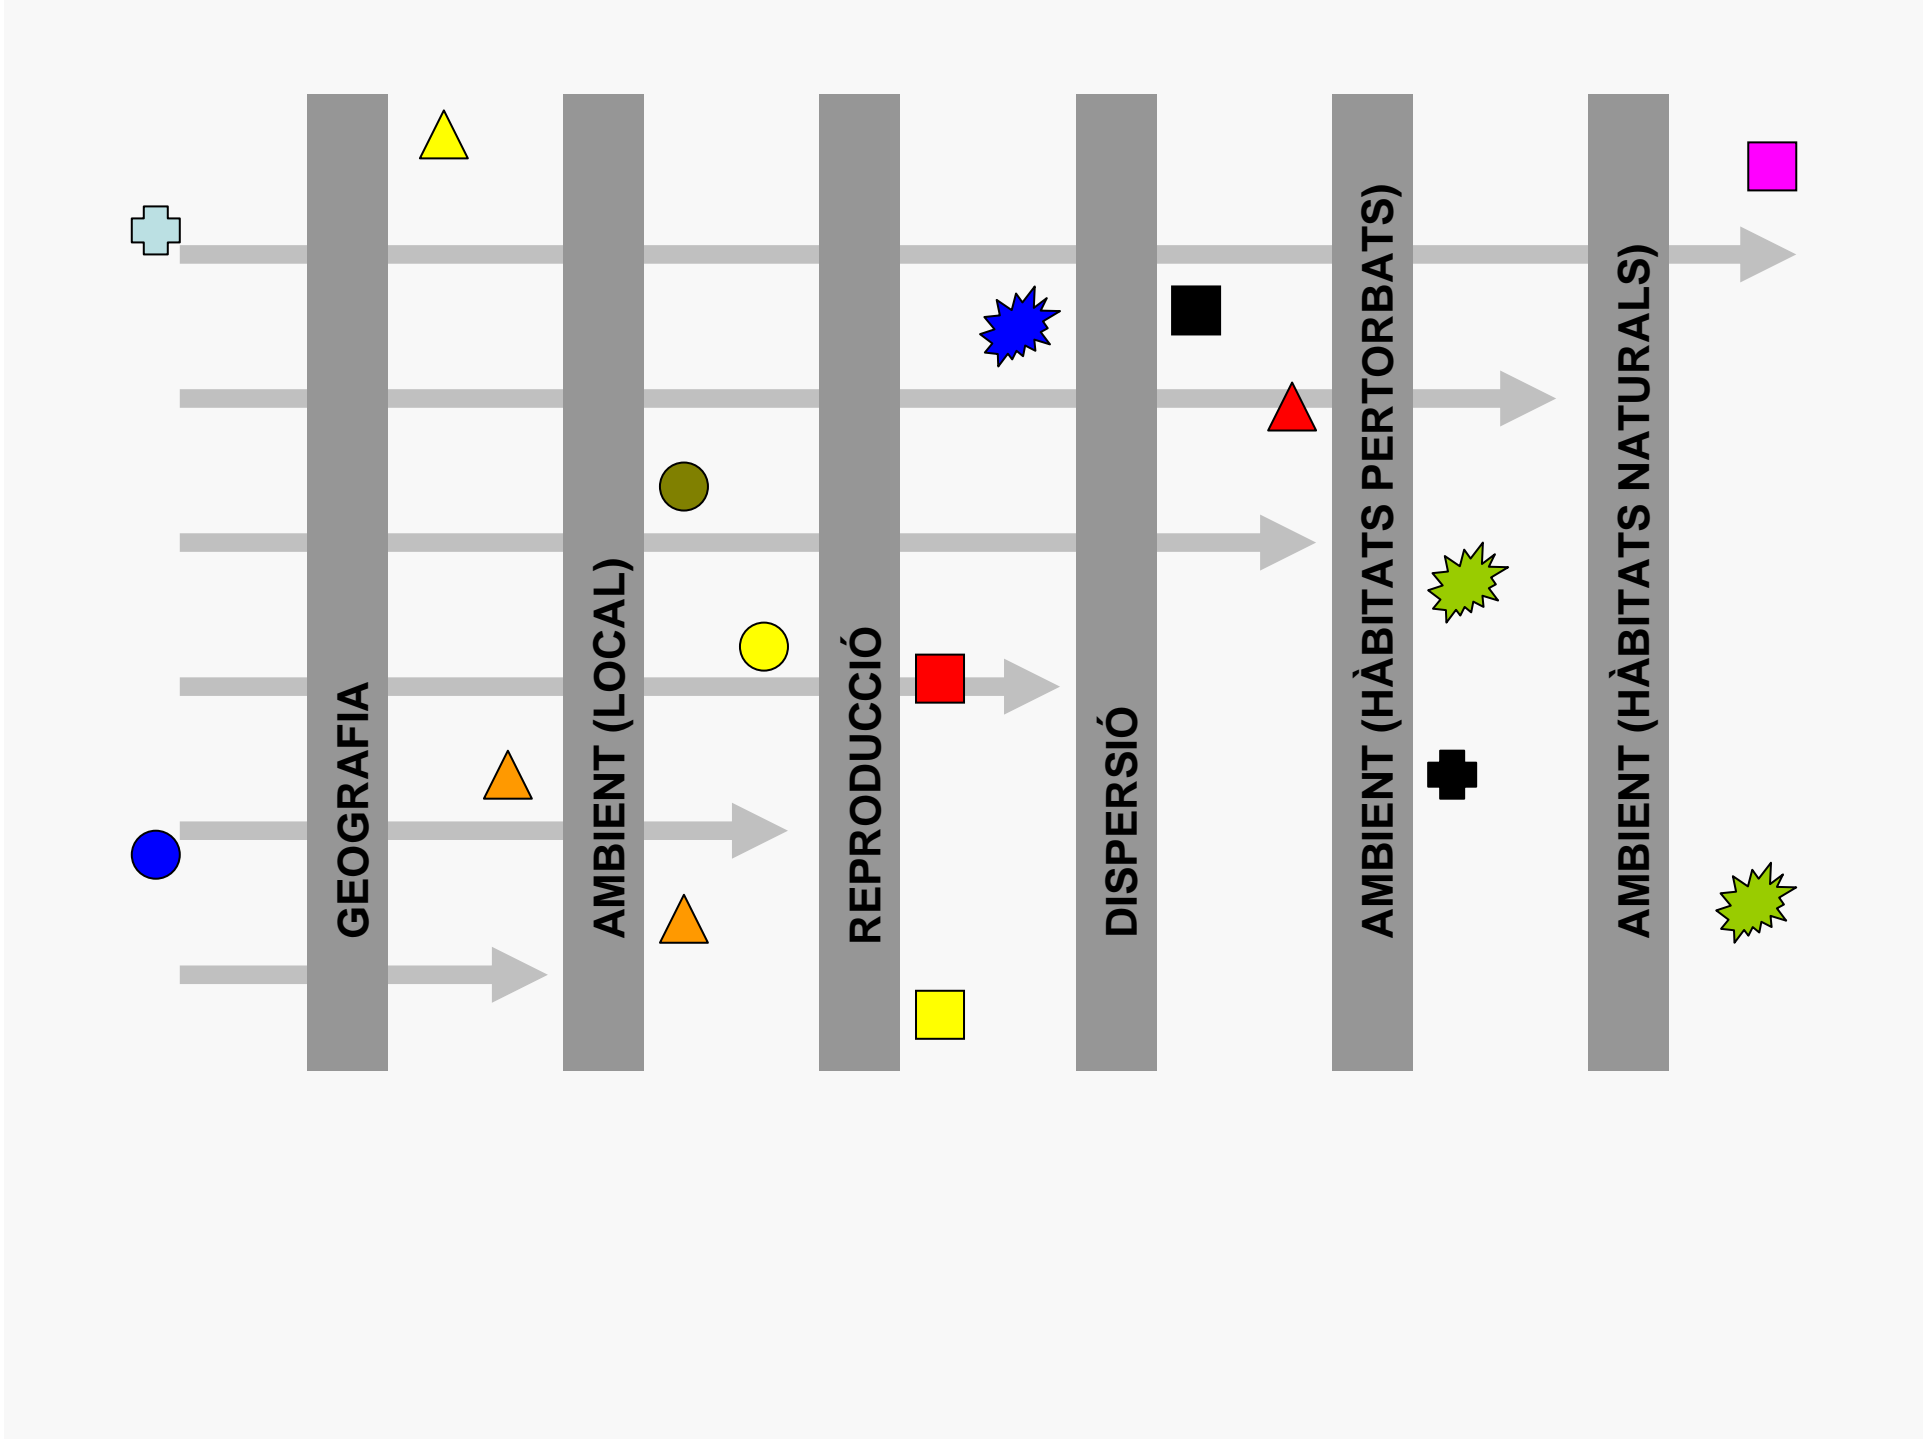 GEOGRAFIA
AMBIENT (LOCAL)
REPRODUCCIÓ
DISPERSIÓ
AMBIENT (HÀBITATS PERTORBATS)
AMBIENT (HÀBITATS NATURALS)